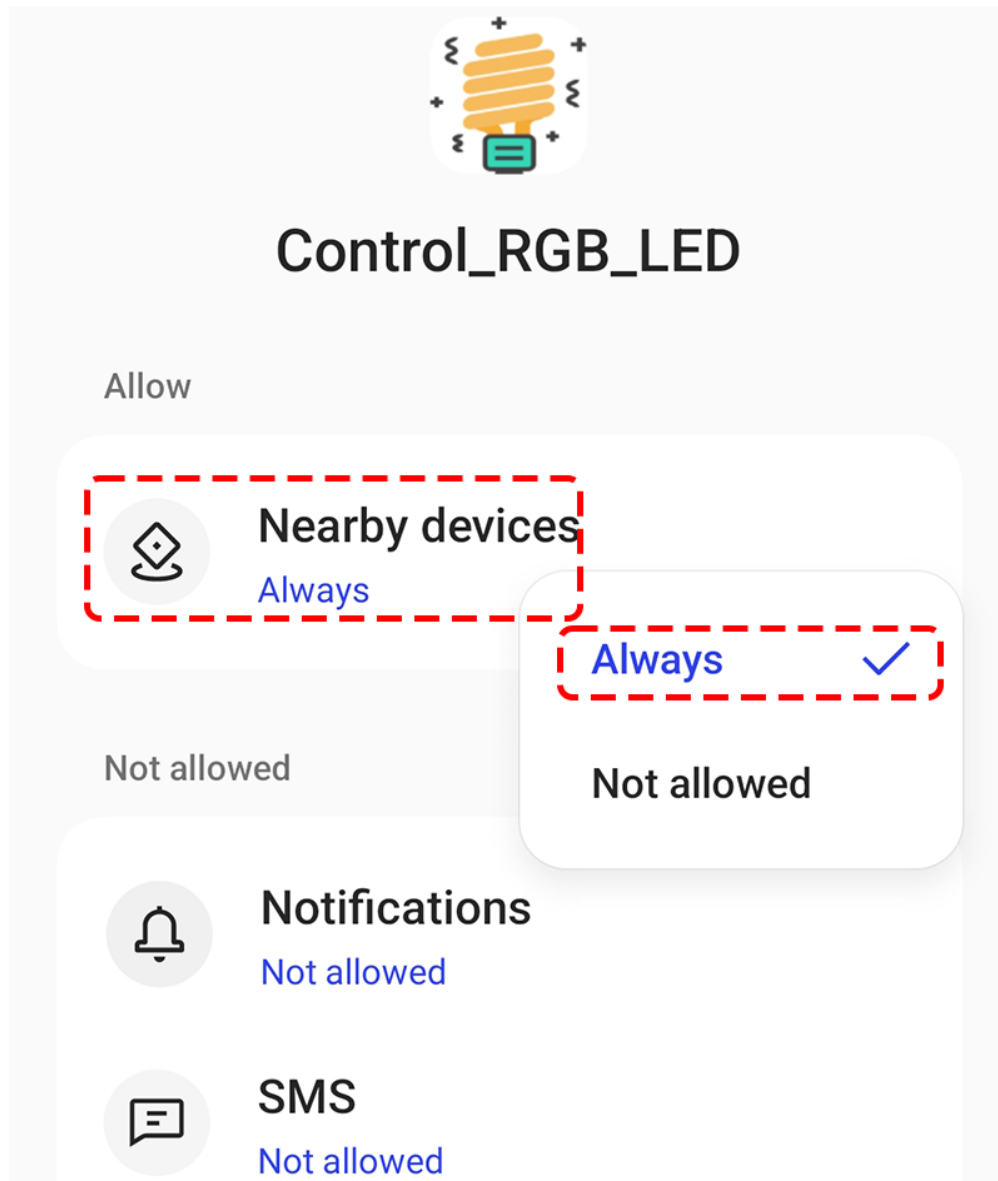 Control_RGB_LED
Allow
Nearby devices
Always
Always
Not allowed
Not allowed
Notifications
Not allowed
SMS
Not allowed